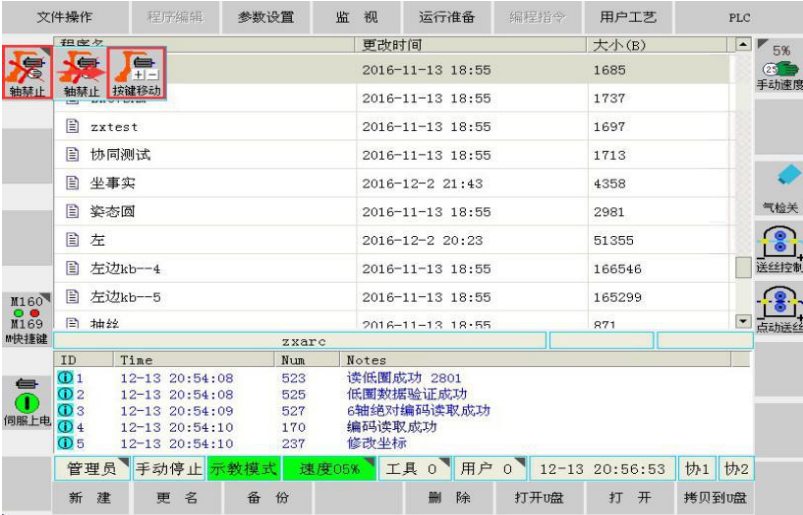 文件操作 程序编辑 参数设置 监 视 运行准备 编程指令 用户工艺 PLC
程序名 更改时间 大小(B)
5%
手动速度
轴禁止 轴禁止 按键移动
2016-11-13 18:55 1685
2016-11-13 18:55 1737
zxtest 2016-11-13 18:55 1697
协同测试 2016-11-13 18:55 1713
坐事实 2016-12-2 21:43 4358
姿态圆 2016-11-13 18:55 2981
气检关
左 2016-12-2 20:23 51355
左边kb--4 2016-11-13 18:55 166546
送丝控制
左边kb--5 2016-11-13 18:55 165299
M160
M169
M快捷键
抽丝 2016-11-13 18:55 871
点动送丝
zxarc
ID Time Num Notes
1 12-13 20:54:08 523 读低圈成功 2801
2 12-13 20:54:08 525 低圈数据验证成功
3 12-13 20:54:09 527 6轴绝对编码读取成功
4 12-13 20:54:10 170 编码读取成功
5 12-13 20:54:10 237 修改坐标
伺服上电
管理员 手动停止 示教模式 速度05% 工具 0 用户 0 12-13 20:56:53 协1 协2
新 建 更 名 备 份 删 除 打开U盘 打 开 拷贝到U盘